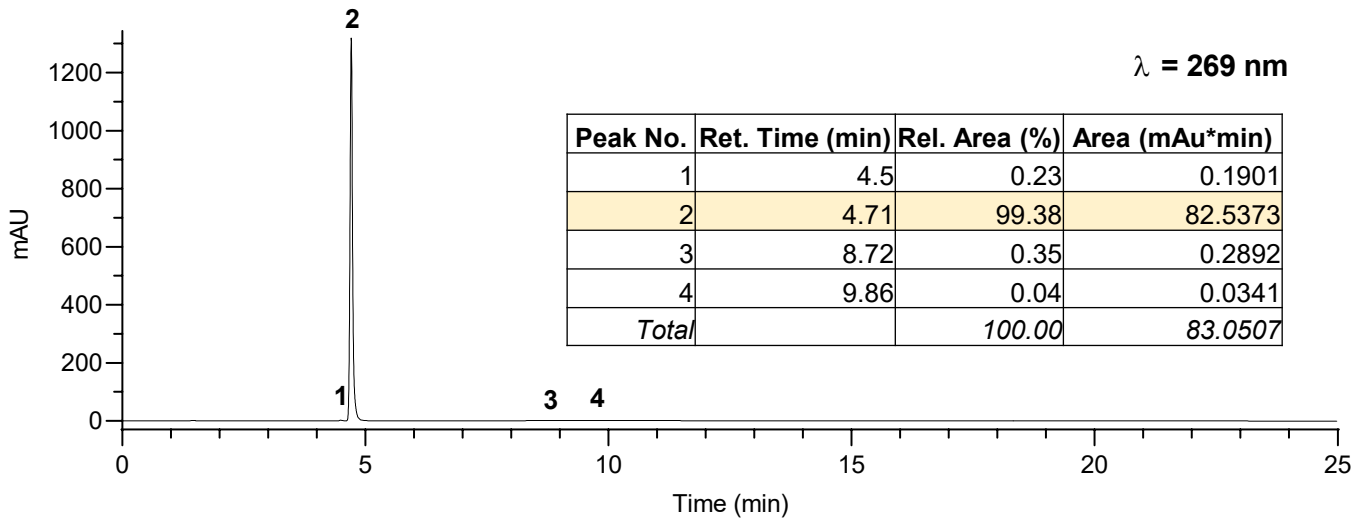 2
λ = 269 nm
1200
1000
800
600
400
200
0
mAU
Peak No. Ret. Time (min) Rel. Area (%) Area (mAu*min)
1 4.5 0.23 0.1901
2 4.71 99.38 82.5373
3 8.72 0.35 0.2892
4 9.86 0.04 0.0341
Total 100.00 83.0507
1 3 4
0 5 10 15 20 25
Time (min)